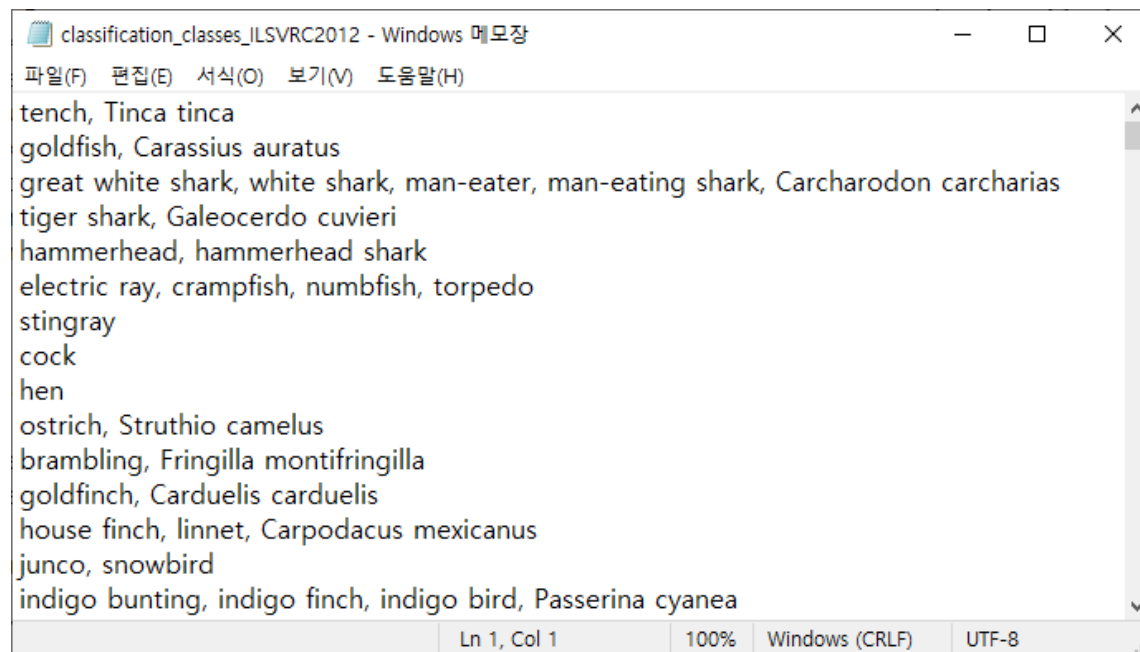 classification_classes_ILSVRC2012 - Windows 메모장
파일(F) 편집(E) 서식(O) 보기(V) 도움말(H)
tench, Tinca tinca
goldfish, Carassius auratus
great white shark, white shark, man-eater, man-eating shark, Carcharodon carcharias
tiger shark, Galeocerdo cuvieri
hammerhead, hammerhead shark
electric ray, crampfish, numbfish, torpedo
stingray
cock
hen
ostrich, Struthio camelus
brambling, Fringilla montifringilla
goldfinch, Carduelis carduelis
house finch, linnet, Carpodacus mexicanus
junco, snowbird
indigo bunting, indigo finch, indigo bird, Passerina cyanea
Ln 1, Col 1 100% Windows (CRLF) UTF-8